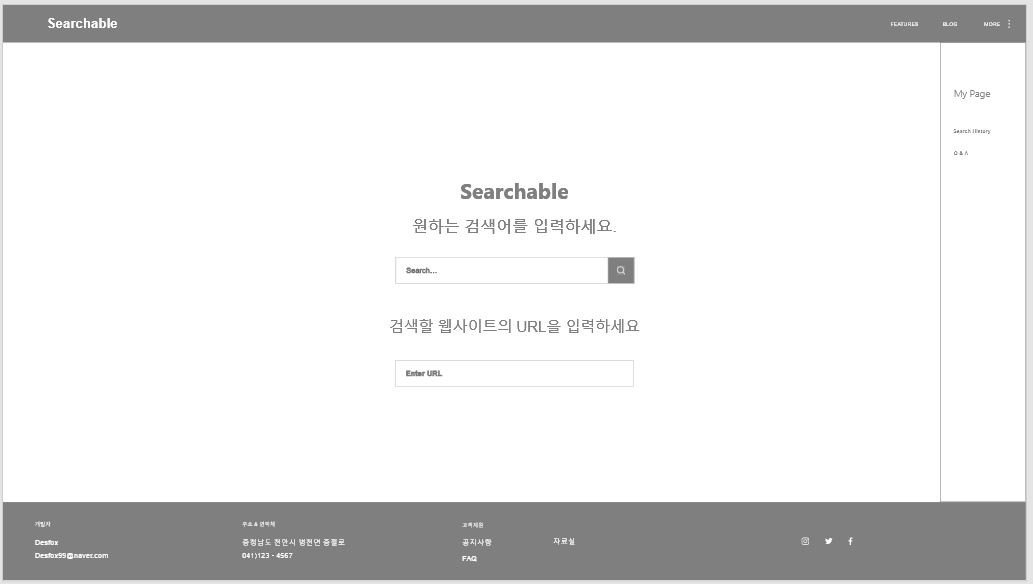 Searchable
FEATURES
BLOG
MORE
My Page
Search History
Q & A
Searchable
원하는 검색어를 입력하세요.
Search...
검색할 웹사이트의 URL을 입력하세요
Enter URL
개발자
Desfox
Desfox99@naver.com
주소 & 연락처
충청남도 천안시 병천면 충절로
041)123 - 4567
고객지원
공지사항
FAQ
자료실